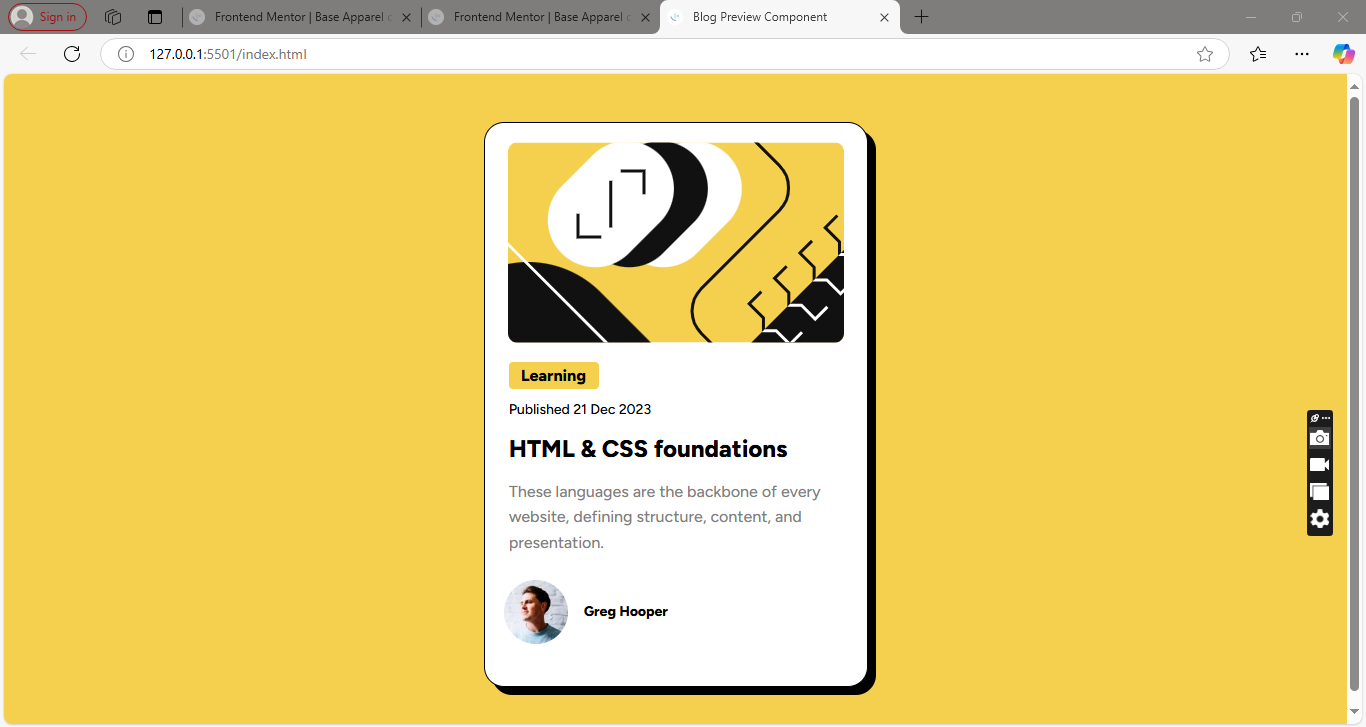 Sign in
Frontend Mentor | Base Apparel c
Frontend Mentor | Base Apparel c
Blog Preview Component
127.0.0.1:5501/index.html
Learning
Published 21 Dec 2023
HTML & CSS foundations
These languages are the backbone of every
website, defining structure, content, and
presentation.
Greg Hooper